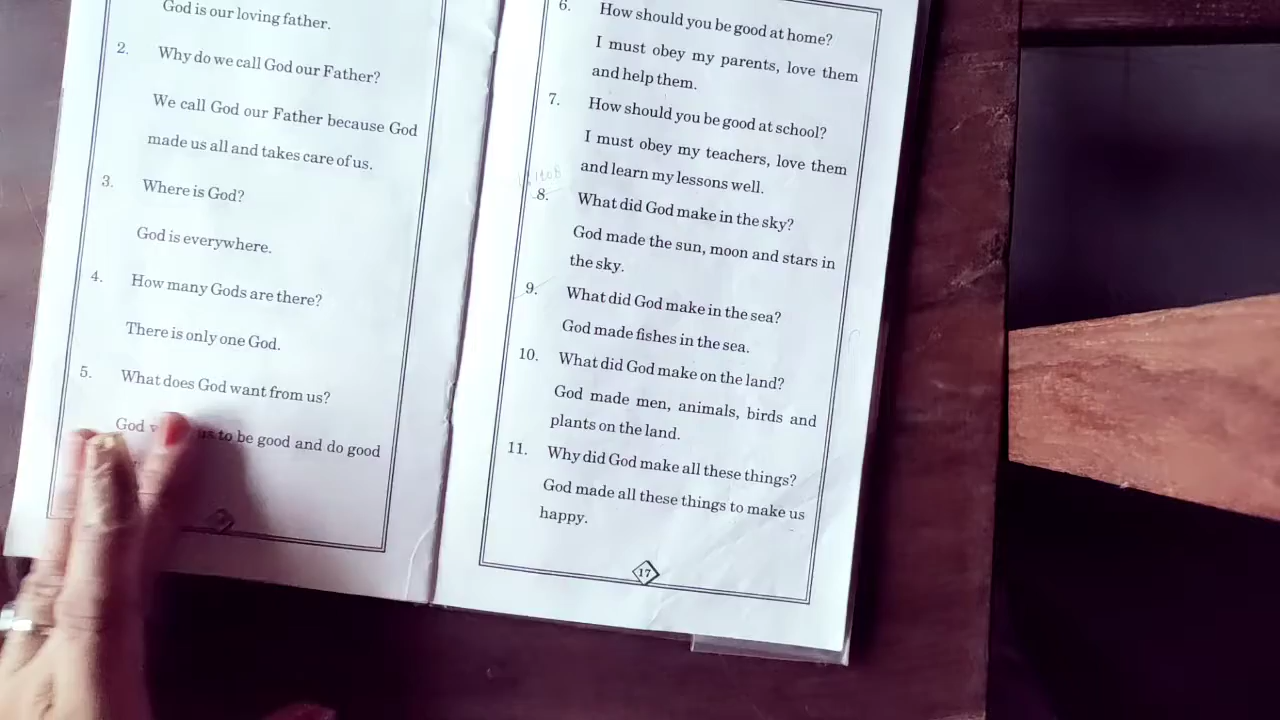 God is our loving father.
2. Why do we call God our Father?
We call God our Father because God
made us all and takes care of us.
3. Where is God?
God is everywhere.
4. How many Gods are there?
There is only one God.
5. What does God want from us?
God us to be good and do good
6. How should you be good at home?
I must obey my parents, love them
and help them.
7. How should you be good at school?
I must obey my teachers, love them
and learn my lessons well.
8. What did God make in the sky?
God made the sun, moon and stars in
the sky.
9. What did God make in the sea?
God made fishes in the sea.
10. What did God make on the land?
God made men, animals, birds and
plants on the land.
11. Why did God make all these things?
God made all these things to make us
happy.
17